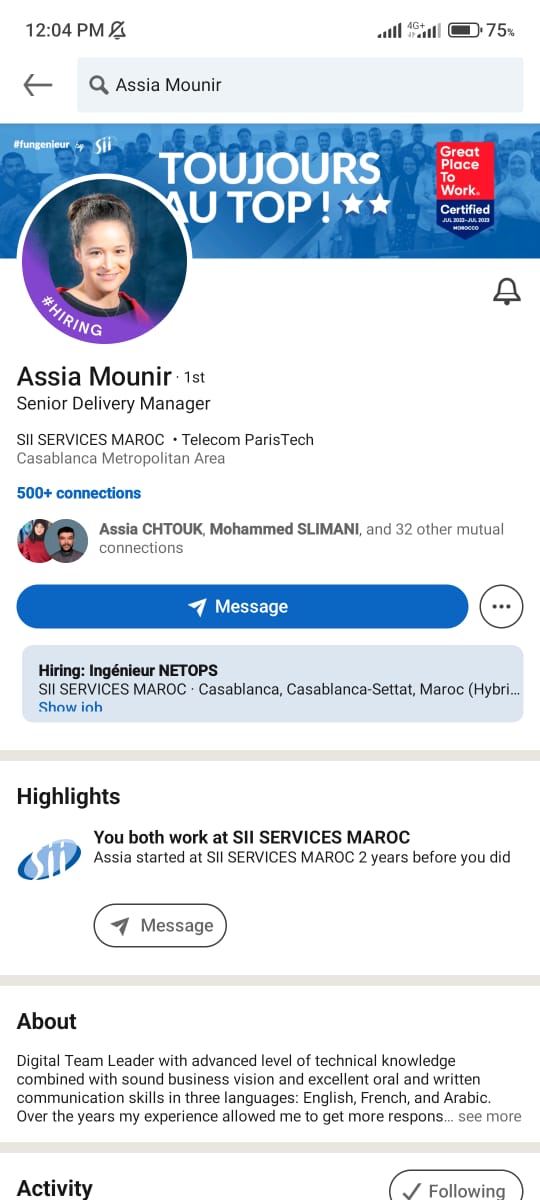 12:04 PM
4G+
75%
Assia Mounir
#fungenieur by Sii
TOUJOURS
AU TOP!
Great
Place
To
Work.
Certified
JUL 2022-JUL 2023
MOROCCO
#HIRING
Assia Mounir · 1st
Senior Delivery Manager
SII SERVICES MAROC • Telecom ParisTech
Casablanca Metropolitan Area
500+ connections
Assia CHTOUK, Mohammed SLIMANI, and 32 other mutual
connections
Message
Hiring: Ingénieur NETOPS
SII SERVICES MAROC · Casablanca, Casablanca-Settat, Maroc (Hybri...
Show job
Highlights
Sii
You both work at SII SERVICES MAROC
Assia started at SII SERVICES MAROC 2 years before you did
Message
About
Digital Team Leader with advanced level of technical knowledge
combined with sound business vision and excellent oral and written
communication skills in three languages: English, French, and Arabic.
Over the years my experience allowed me to get more respons... see more
Activity
Following